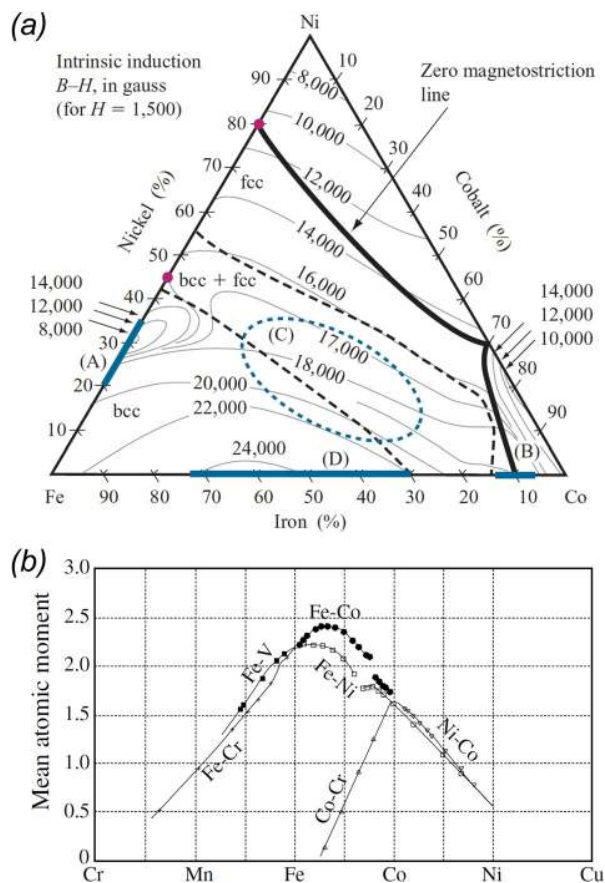 (a)
Ni
Intrinsic induction
B–H, in gauss
(for H = 1,500)
Zero magnetostriction
line
90
80
70
60
50
40
30
20
10
Nickel (%)
10
20
30
40
50
60
70
80
90
Cobalt (%)
8,000
10,000
12,000
14,000
16,000
17,000
18,000
20,000
22,000
24,000
fcc
bcc + fcc
bcc
14,000
12,000
8,000
14,000
12,000
10,000
(A)
(B)
(C)
(D)
Fe
90
80
70
60
50
40
30
20
10
Co
Iron (%)
(b)
3.0
2.5
2.0
1.5
1.0
0.5
0
Mean atomic moment
Fe-Co
Fe-V
Fe-Ni
Fe-Cr
Ni-Co
Co-Cr
Cr
Mn
Fe
Co
Ni
Cu